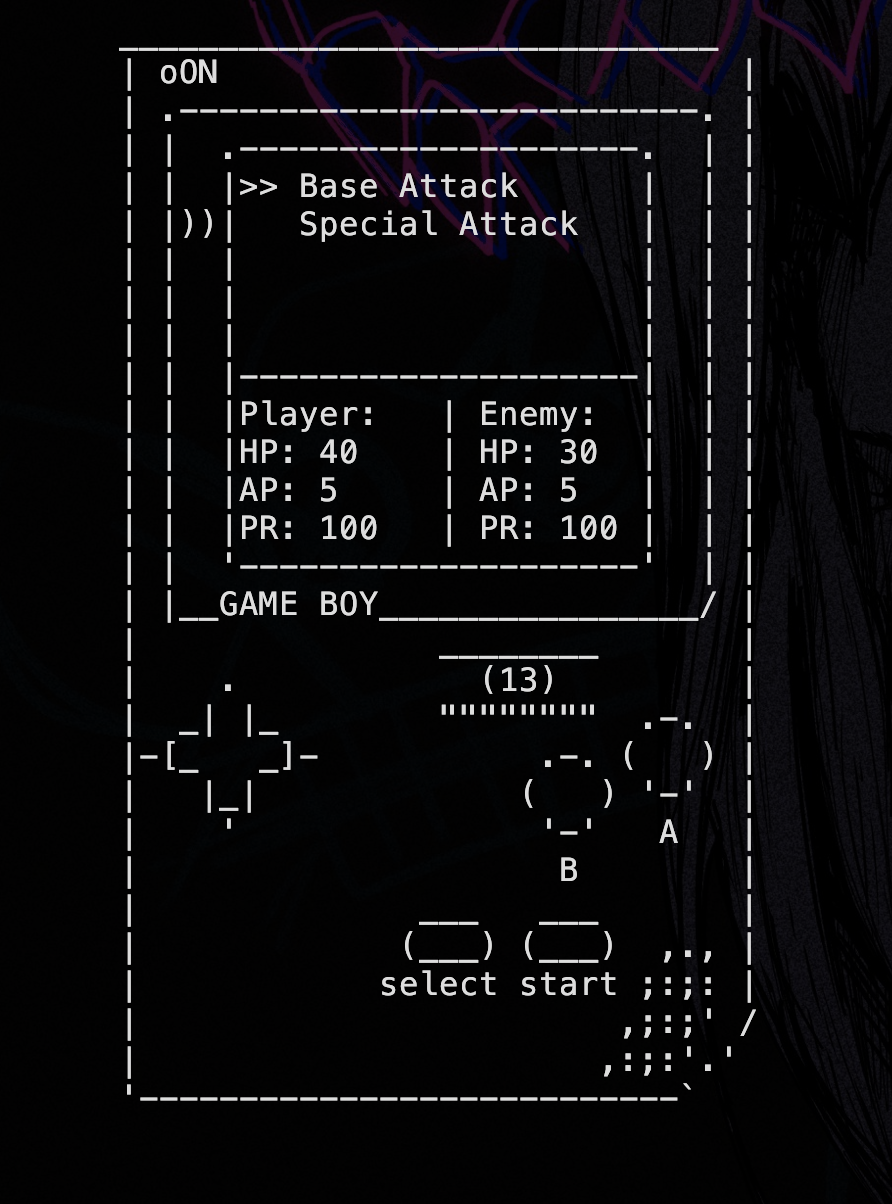 oON
>> Base Attack
Special Attack
Player: | Enemy:
HP: 40 | HP: 30
AP: 5 | AP: 5
PR: 100 | PR: 100
GAME BOY
(13)
A
B
select start